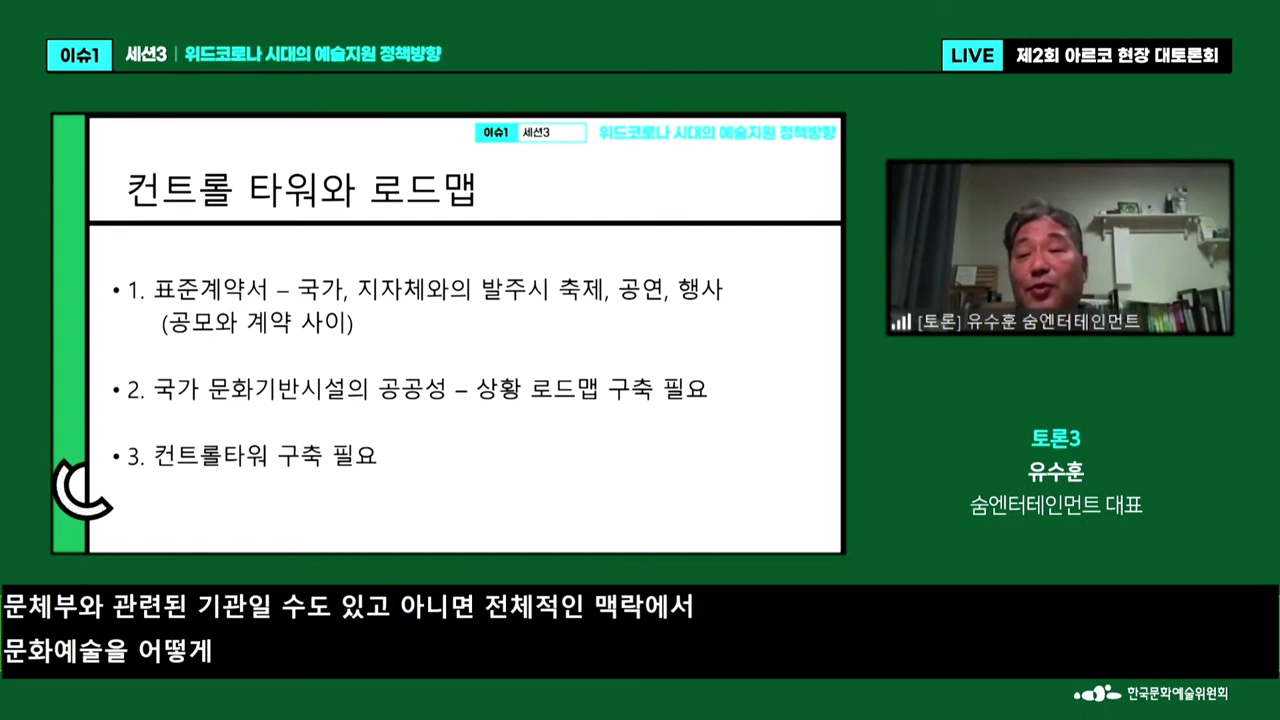 이슈1 세션3 | 위드코로나 시대의 예술지원 정책방향
LIVE 제2회 아르코 현장 대토론회
이슈1 세션3 위드코로나 시대의 예술지원 정책방향
컨트롤 타워와 로드맵
• 1. 표준계약서 – 국가, 지자체와의 발주시 축제, 공연, 행사
(공모와 계약 사이)
• 2. 국가 문화기반시설의 공공성 – 상황 로드맵 구축 필요
• 3. 컨트롤타워 구축 필요
[토론] 유수훈 숨엔터테인먼트
토론3
유수훈
숨엔터테인먼트 대표
문체부와 관련된 기관일 수도 있고 아니면 전체적인 맥락에서
문화예술을 어떻게
한국문화예술위원회